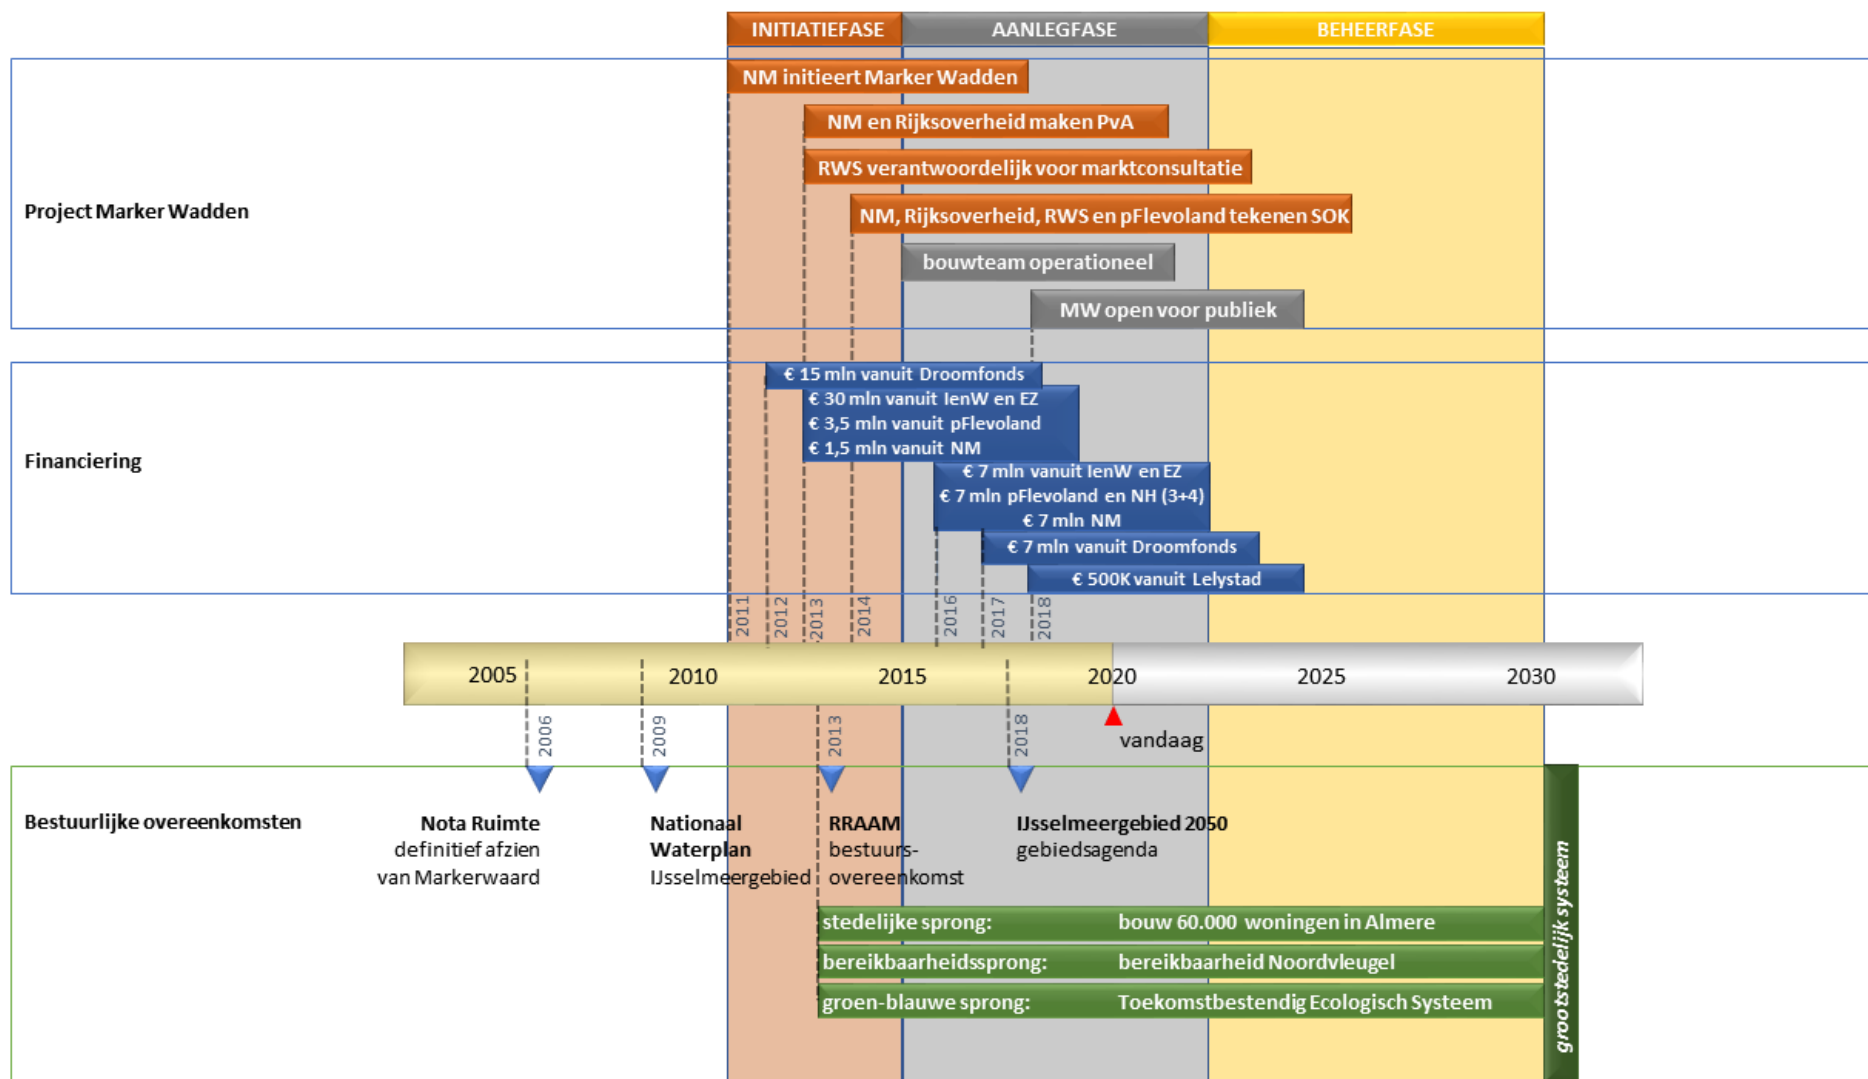 INITIATIEFASE
AANLEGFASE
BEHEERFASE
NM initieert Marker Wadden
NM en Rijksoverheid maken PvA
RWS verantwoordelijk voor marktconsultatie
Project Marker Wadden
NM, Rijksoverheid, RWS en pFlevoland tekenen SOK
bouwteam operationeel
MW open voor publiek
Financiering
€ 15 mln vanuit Droomfonds
€ 30 mln vanuit IenW en EZ
€ 3,5 mln vanuit pFlevoland
€ 1,5 mln vanuit NM
€ 7 mln vanuit IenW en EZ
€ 7 mln pFlevoland en NH (3+4)
€ 7 mln NM
€ 7 mln vanuit Droomfonds
€ 500K vanuit Lelystad
2011
2012
2013
2014
2016
2017
2018
2005
2010
2015
2020
2025
2030
2006
2009
2013
2018
vandaag
Bestuurlijke overeenkomsten
Nota Ruimte
definitief afzien
van Markerwaard
Nationaal
Waterplan
IJsselmeergebied
RRAAM
bestuurs-
overeenkomst
IJsselmeergebied 2050
gebiedsagenda
stedelijke sprong: bouw 60.000 woningen in Almere
bereikbaarheidssprong: bereikbaarheid Noordvleugel
groen-blauwe sprong: Toekomstbestendig Ecologisch Systeem
grootstedelijk systeem